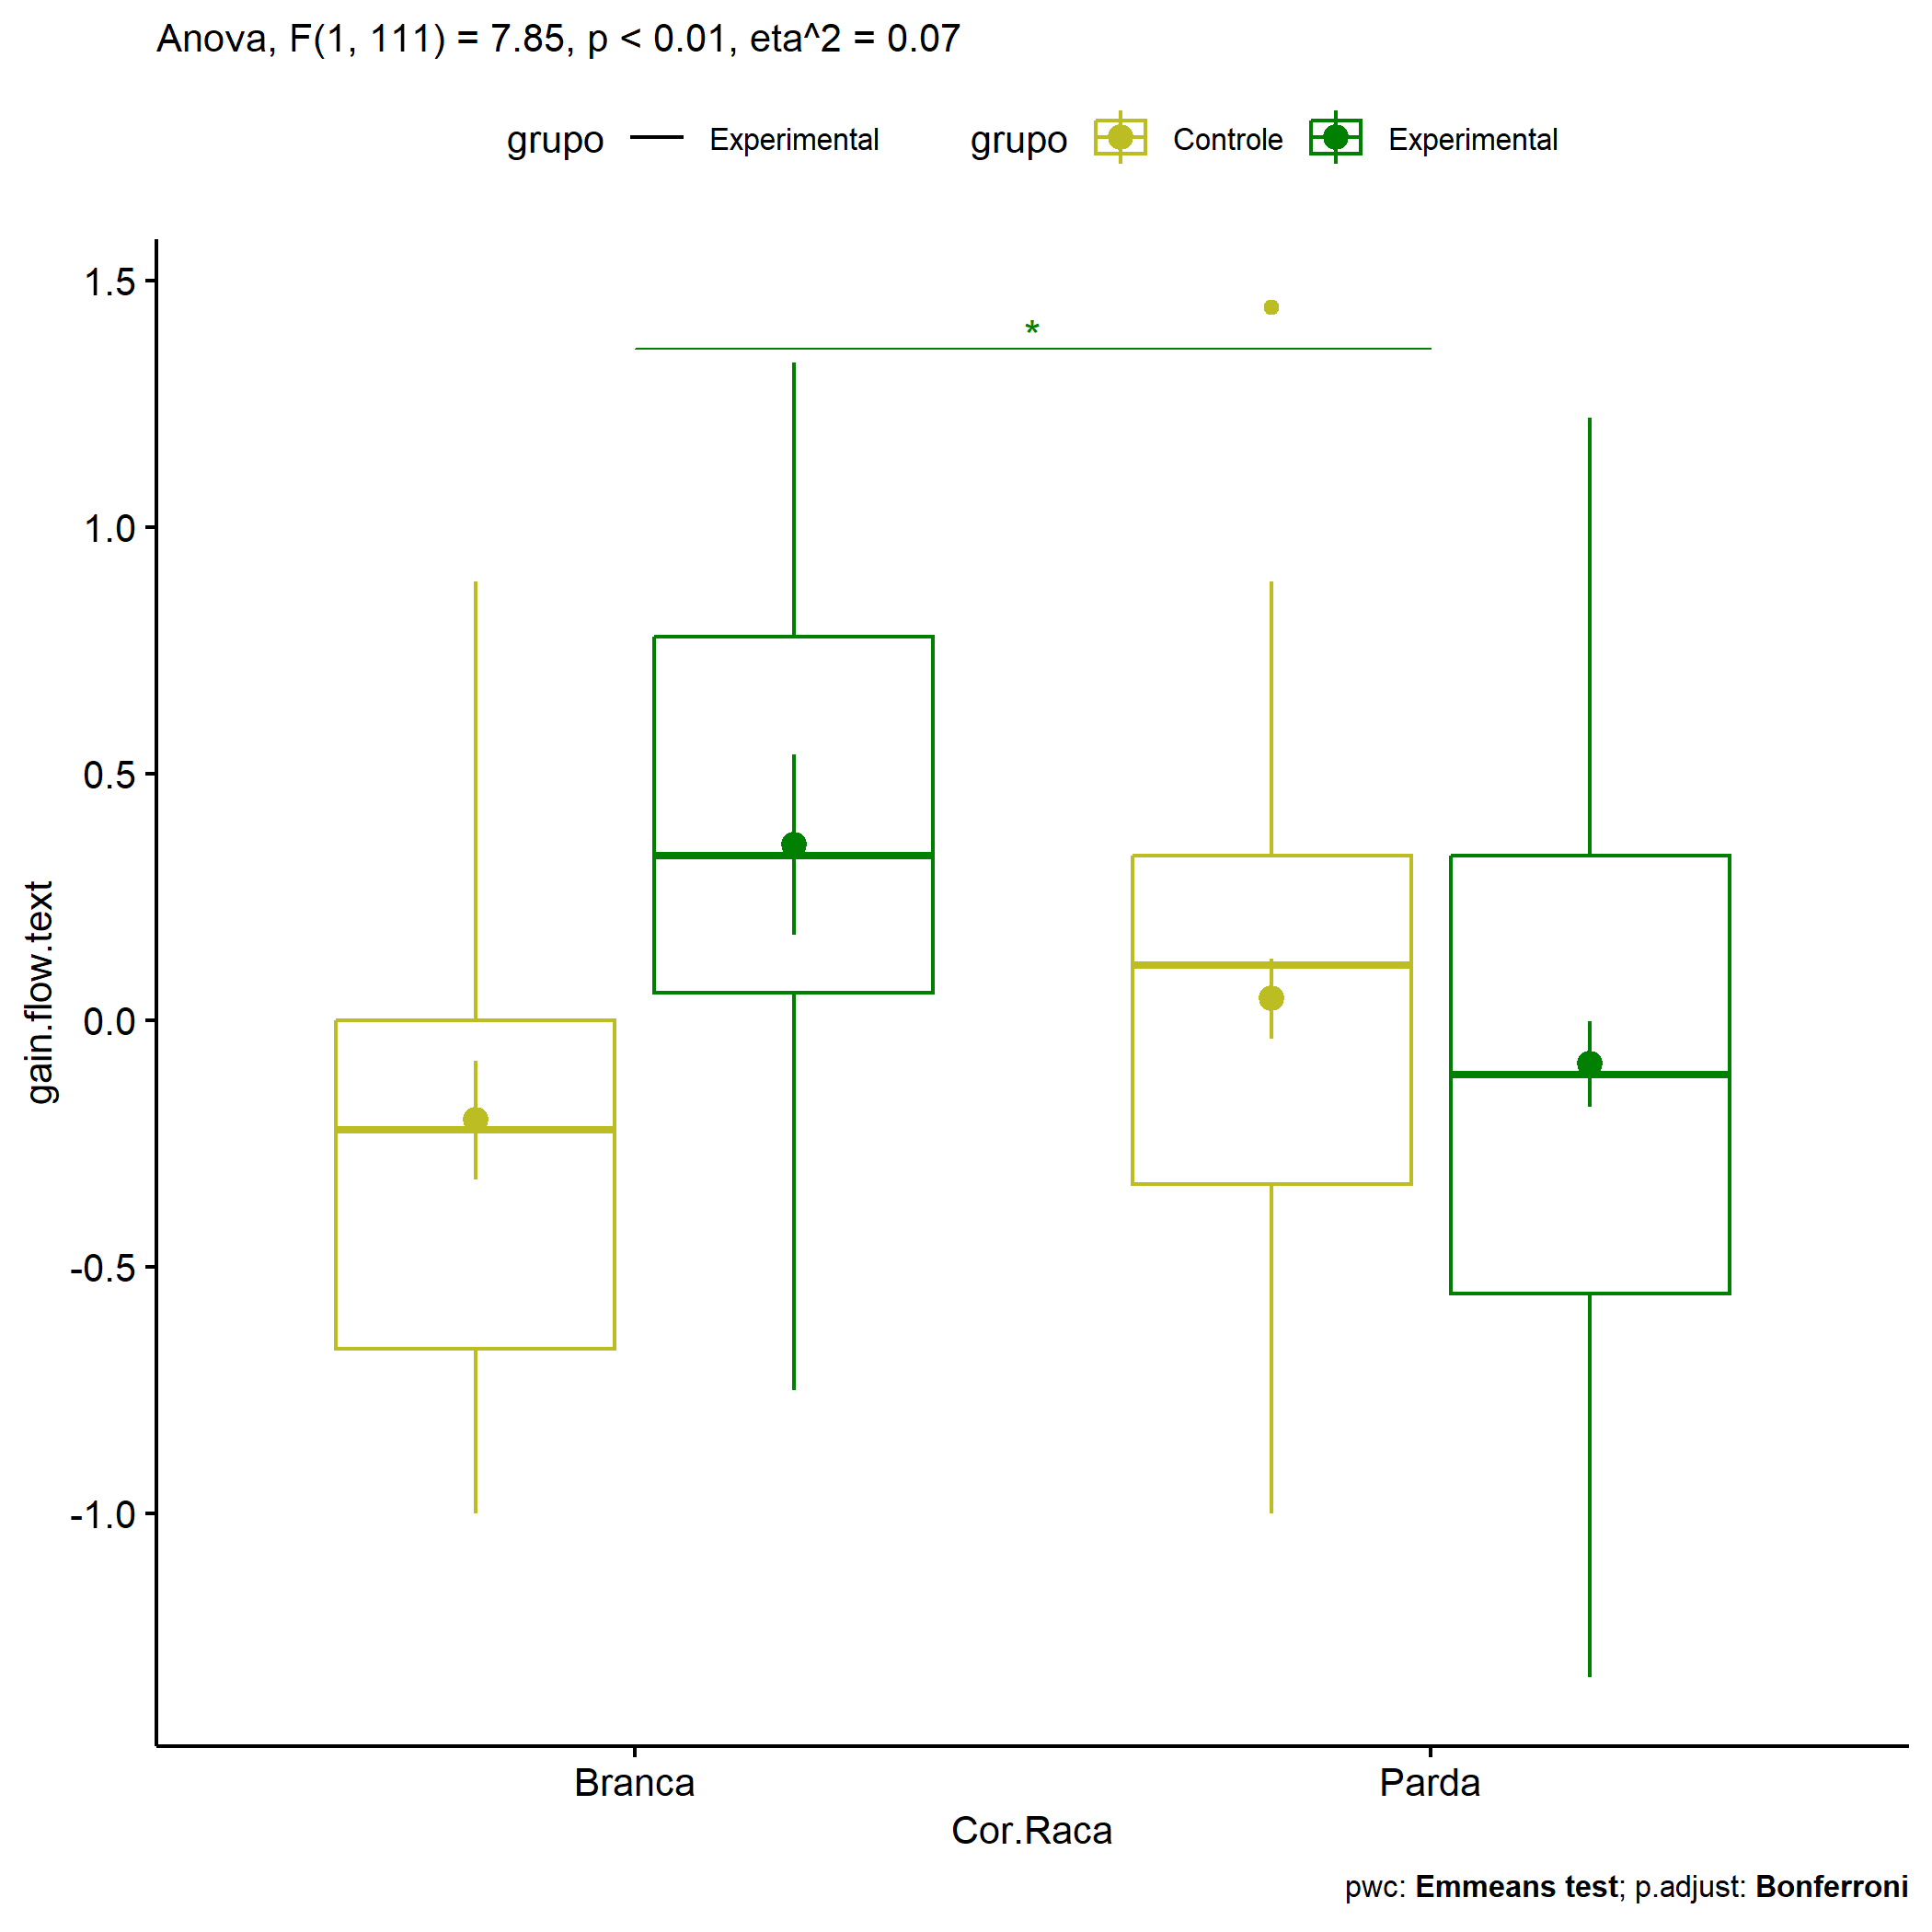 Anova, F(1, 111) = 7.85, p < 0.01, eta^2 = 0.07
grupo Experimental grupo Controle Experimental
1.5
1.0
0.5
0.0
-0.5
-1.0
gain.flow.text
*
Branca Parda
Cor.Raca
pwc: Emmeans test; p.adjust: Bonferroni